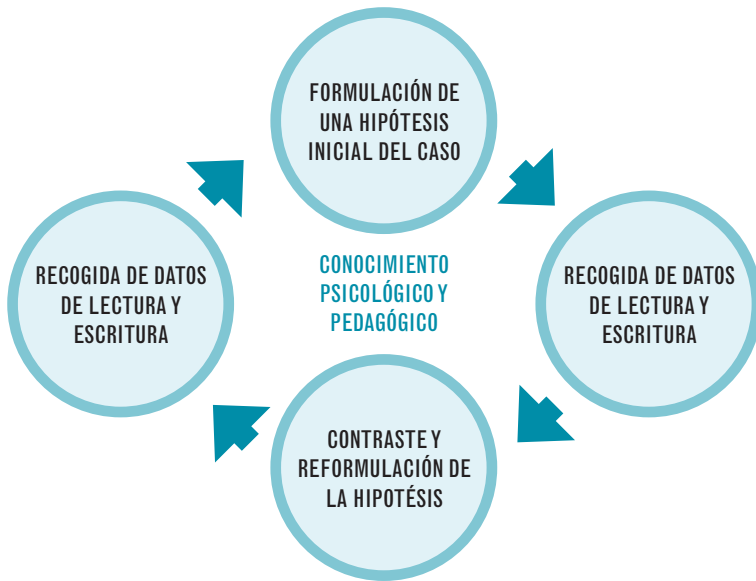 FORMULACIÓN DE
UNA HIPÓTESIS
INICIAL DEL CASO
RECOGIDA DE DATOS
DE LECTURA Y
ESCRITURA
CONOCIMIENTO
PSICOLÓGICO Y
PEDAGÓGICO
RECOGIDA DE DATOS
DE LECTURA Y
ESCRITURA
CONTRASTE Y
REFORMULACIÓN DE
LA HIPOTÉSIS